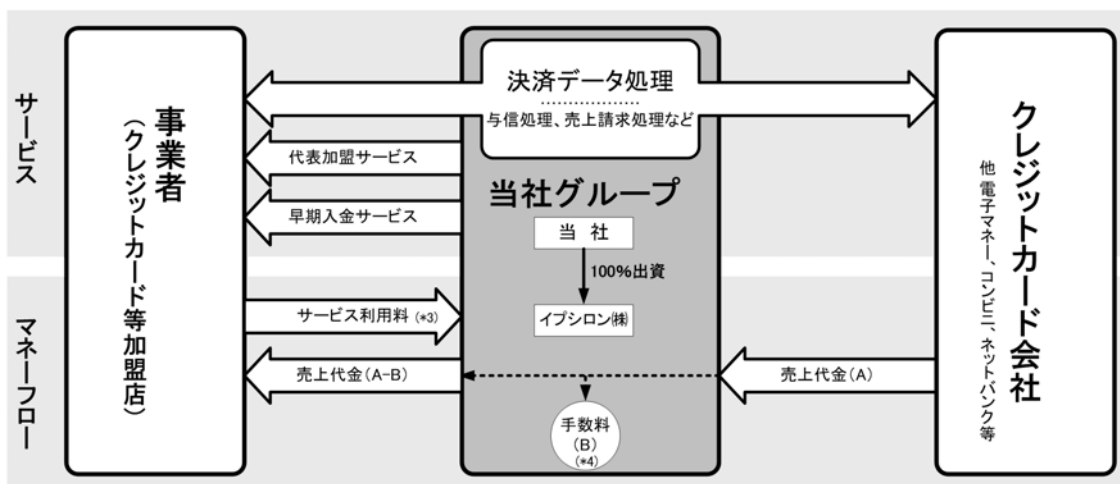 サービス
マネーフロー
事業者
（クレジットカード等加盟店）
決済データ処理
与信処理、売上請求処理など
代表加盟サービス
早期入金サービス
当社グループ
当 社
100%出資
イプシロン㈱
サービス利用料 (*3)
売上代金(A-B)
売上代金(A)
手数料
(B)
(*4)
クレジットカード会社
他 電子マネー、コンビニ、ネットバンク等